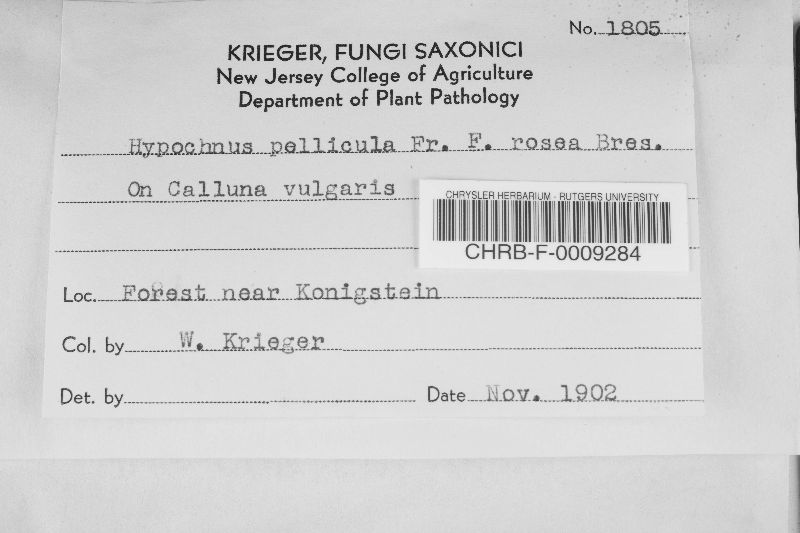 No. 1805
KRIEGER, FUNGI SAXONICI
New Jersey College of Agriculture
Department of Plant Pathology
Hypochnus pellicula Fr. F. rosea Bres.
On Calluna vulgaris
CHRYSLER HERBARIUM - RUTGERS UNIVERSITY
CHRB-F-0009284
Loc. Forest near Konigstein
Col. by W. Krieger
Det. by
Date Nov. 1902